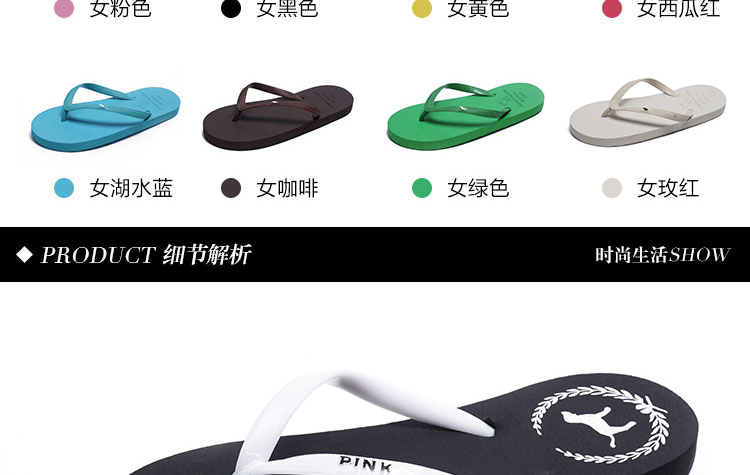 女粉色
女黑色
女黄色
女西瓜红
女湖水蓝
女咖啡
女绿色
女玫红
PRODUCT 细节解析
时尚生活SHOW
PINK